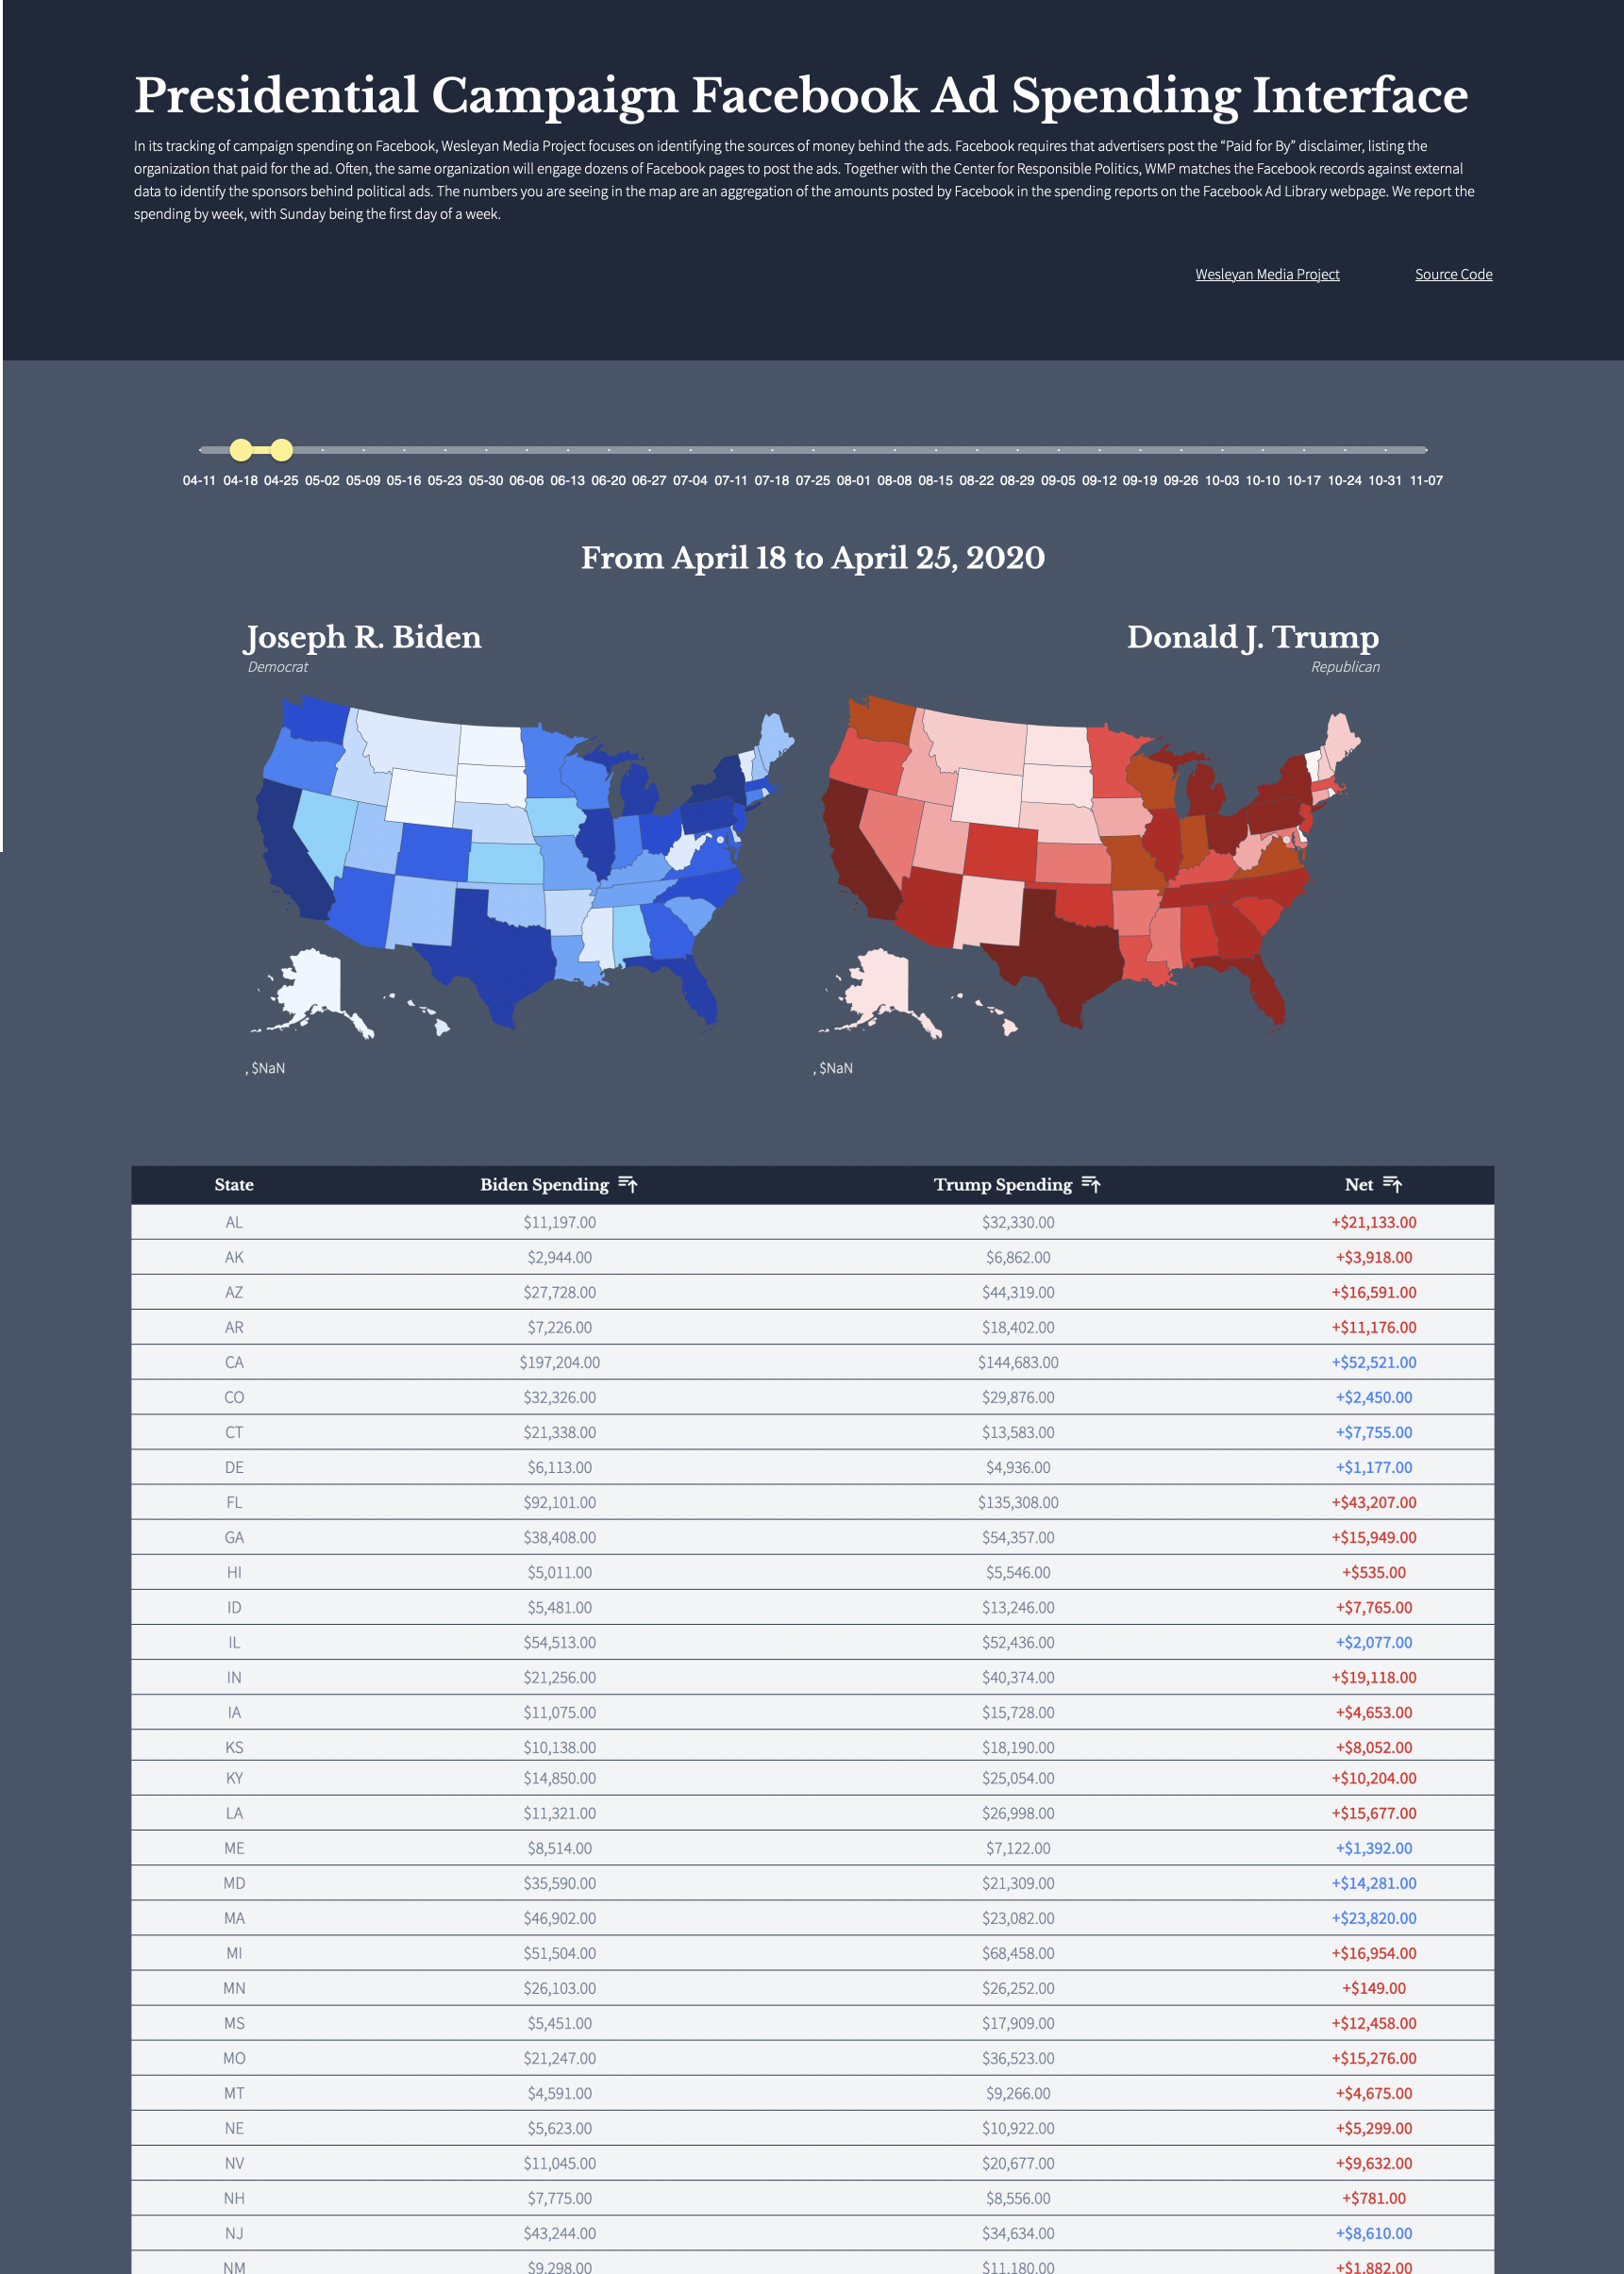 Presidential Campaign Facebook Ad Spending Interface
In its tracking of campaign spending on Facebook, Wesleyan Media Project focuses on identifying the sources of money behind the ads. Facebook requires that advertisers post the “Paid for By” disclaimer, listing the
organization that paid for the ad. Often, the same organization will engage dozens of Facebook pages to post the ads. Together with the Center for Responsible Politics, WMP matches the Facebook records against external
data to identify the sponsors behind political ads. The numbers you are seeing in the map are an aggregation of the amounts posted by Facebook in the spending reports on the Facebook Ad Library webpage. We report the
spending by week, with Sunday being the first day of a week.
Wesleyan Media Project Source Code
04-11 04-18 04-25 05-02 05-09 05-16 05-23 05-30 06-06 06-13 06-20 06-27 07-04 07-11 07-18 07-25 08-01 08-08 08-15 08-22 08-29 09-05 09-12 09-19 09-26 10-03 10-10 10-17 10-24 10-31 11-07
From April 18 to April 25, 2020
Joseph R. Biden Donald J. Trump
Democrat Republican
, $NaN , $NaN
State Biden Spending Trump Spending Net
AL $11,197.00 $32,330.00 +$21,133.00
AK $2,944.00 $6,862.00 +$3,918.00
AZ $27,728.00 $44,319.00 +$16,591.00
AR $7,226.00 $18,402.00 +$11,176.00
CA $197,204.00 $144,683.00 +$52,521.00
CO $32,326.00 $29,876.00 +$2,450.00
CT $21,338.00 $13,583.00 +$7,755.00
DE $6,113.00 $4,936.00 +$1,177.00
FL $92,101.00 $135,308.00 +$43,207.00
GA $38,408.00 $54,357.00 +$15,949.00
HI $5,011.00 $5,546.00 +$535.00
ID $5,481.00 $13,246.00 +$7,765.00
IL $54,513.00 $52,436.00 +$2,077.00
IN $21,256.00 $40,374.00 +$19,118.00
IA $11,075.00 $15,728.00 +$4,653.00
KS $10,138.00 $18,190.00 +$8,052.00
KY $14,850.00 $25,054.00 +$10,204.00
LA $11,321.00 $26,998.00 +$15,677.00
ME $8,514.00 $7,122.00 +$1,392.00
MD $35,590.00 $21,309.00 +$14,281.00
MA $46,902.00 $23,082.00 +$23,820.00
MI $51,504.00 $68,458.00 +$16,954.00
MN $26,103.00 $26,252.00 +$149.00
MS $5,451.00 $17,909.00 +$12,458.00
MO $21,247.00 $36,523.00 +$15,276.00
MT $4,591.00 $9,266.00 +$4,675.00
NE $5,623.00 $10,922.00 +$5,299.00
NV $11,045.00 $20,677.00 +$9,632.00
NH $7,775.00 $8,556.00 +$781.00
NJ $43,244.00 $34,634.00 +$8,610.00
NM $9,298.00 $11,180.00 +$1,882.00